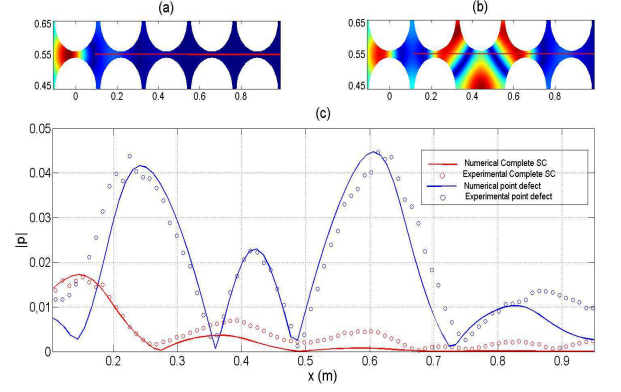 (a) (b)
0.65 0.65
0.55 0.55
0.45 0.45
0 0.2 0.4 0.6 0.8 0 0.2 0.4 0.6 0.8
(c)
0.05
0.04
0.03
0.02
0.01
0
|p|
Numerical Complete SC
Experimental Complete SC
Numerical point defect
Experimental point defect
0.2 0.3 0.4 0.5 0.6 0.7 0.8 0.9
x (m)